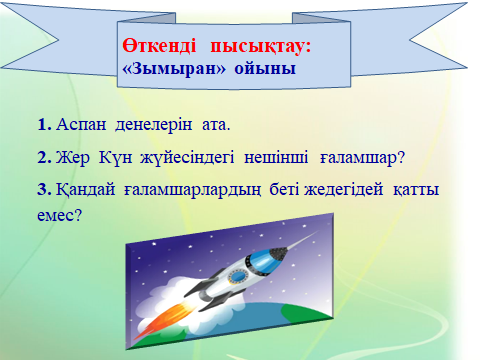 Өткенді пысықтау:
«Зымыран» ойыны
1. Аспан денелерін ата.
2. Жер Күн жүйесіндегі нешінші ғаламшар?
3. Қандай ғаламшарлардың беті жедегідей қатты
емес?